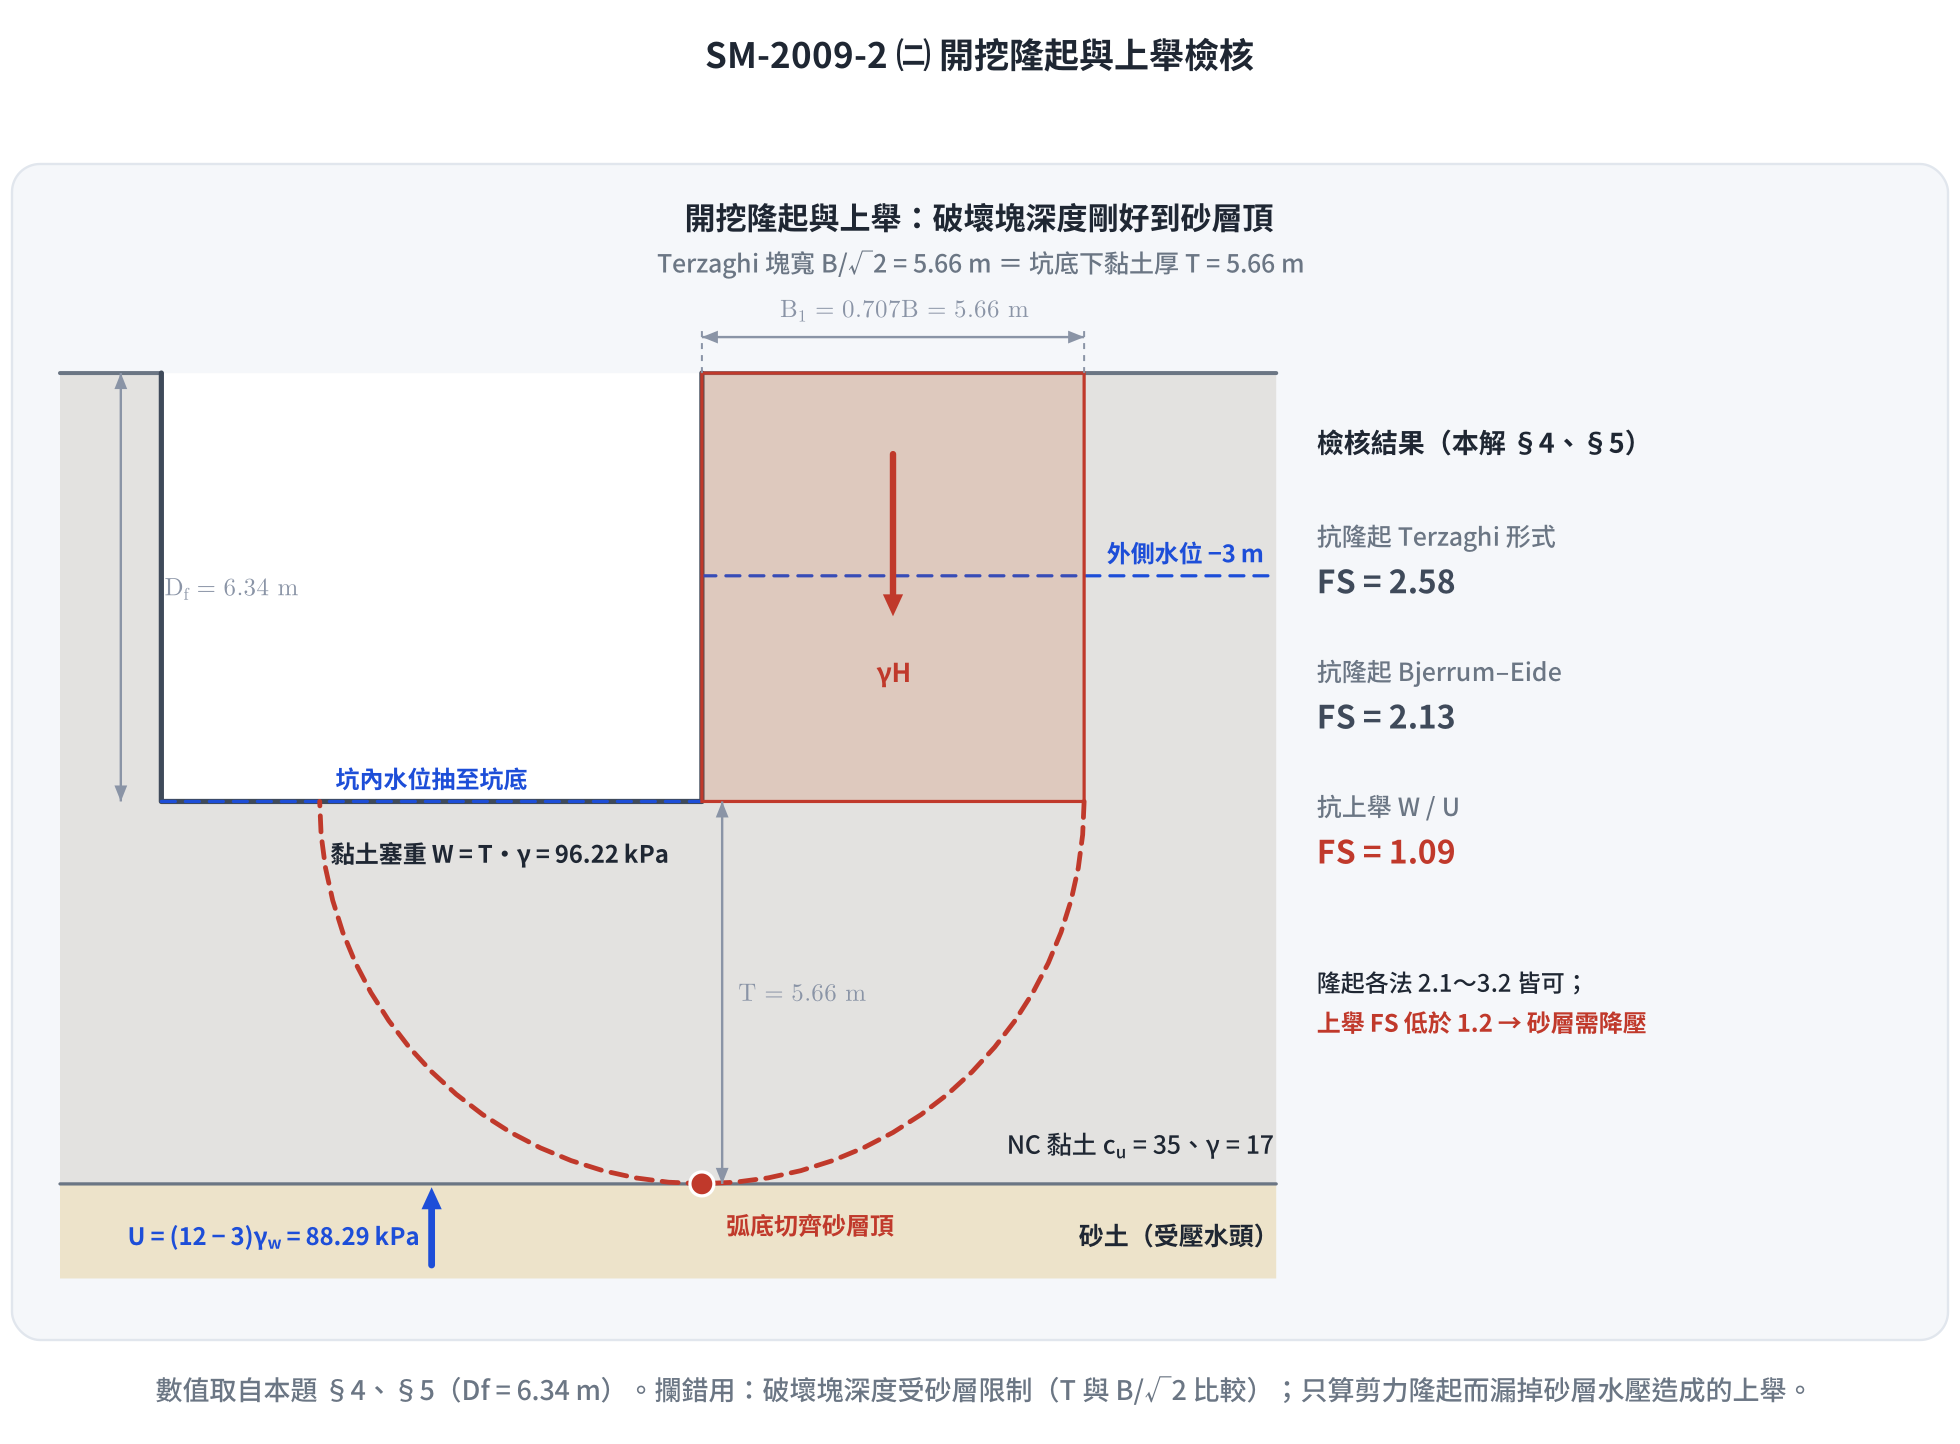 SM-2009-2 ㈡ 開挖隆起與上舉檢核
開挖隆起與上舉：破壞塊深度剛好到砂層頂
Terzaghi 塊寬 B/√2 = 5.66 m ＝ 坑底下黏土厚 T = 5.66 m
B₁ = 0.707B = 5.66 m
檢核結果（本解 §4、§5）
抗隆起 Terzaghi 形式
外側水位 −3 m
FS = 2.58
D_f = 6.34 m
γH
抗隆起 Bjerrum–Eide
FS = 2.13
坑內水位抽至坑底
抗上舉 W / U
黏土塞重 W = T・γ = 96.22 kPa
FS = 1.09
T = 5.66 m
隆起各法 2.1～3.2 皆可；
上舉 FS 低於 1.2 → 砂層需降壓
NC 黏土 cᵤ = 35、γ = 17
弧底切齊砂層頂
U = (12 − 3)γ_w = 88.29 kPa
砂土（受壓水頭）
數值取自本題 §4、§5（Df = 6.34 m）。攔錯用：破壞塊深度受砂層限制（T 與 B/√2 比較）；只算剪力隆起而漏掉砂層水壓造成的上舉。